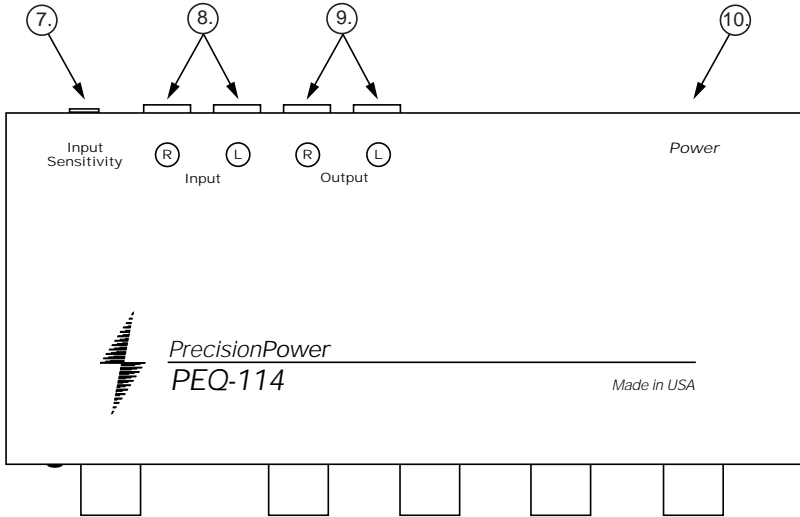 7.
8.
9.
10.
Input
Sensitivity
R
L
R
L
Input
Output
Power
PrecisionPower
PEQ-114
Made in USA